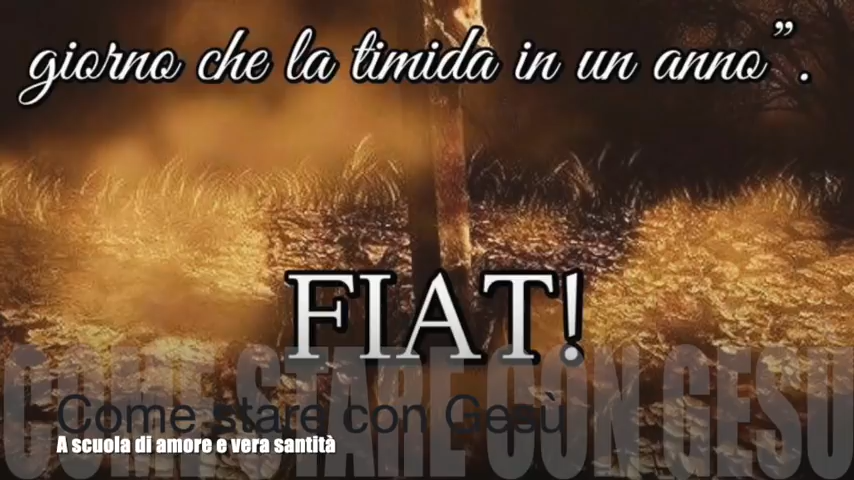 giorno che la timida in un anno”.
FIAT!
COME STARE CON GESÙ
Come stare con Gesù
A scuola di amore e vera santità